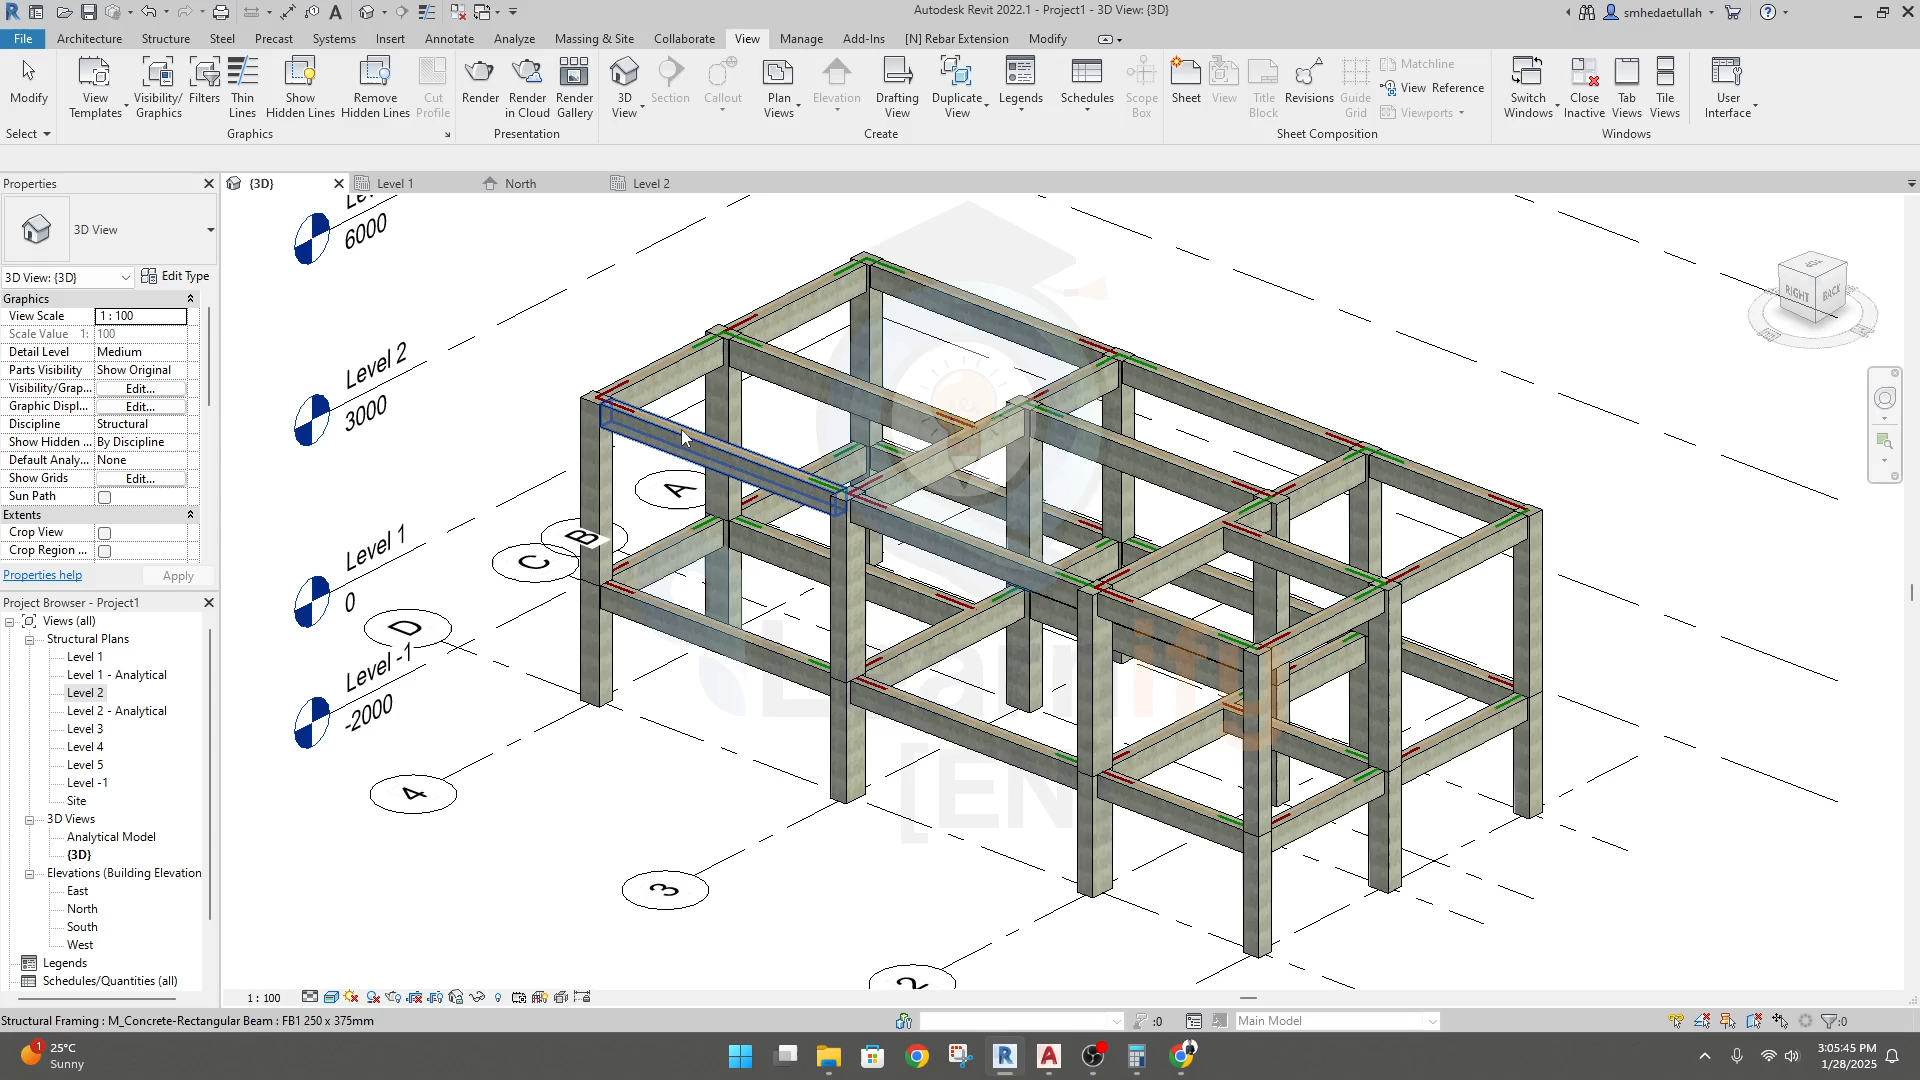 Autodesk Revit 2022.1 - Project1 - 3D View: {3D}
smhedaetullah
File
Architecture
Structure
Steel
Precast
Systems
Insert
Annotate
Analyze
Massing & Site
Collaborate
View
Manage
Add-Ins
[N] Rebar Extension
Modify
Modify
View Templates
Visibility/ Graphics
Filters
Thin Lines
Show Hidden Lines
Remove Hidden Lines
Cut Profile
Render
Render in Cloud
Render Gallery
3D View
Section
Callout
Plan Views
Elevation
Drafting View
Duplicate View
Legends
Schedules
Scope Box
Sheet
View
Title Block
Revisions
Guide Grid
Matchline
View Reference
Viewports
Switch Windows
Close Inactive
Tab Views
Tile Views
User Interface
Select
Graphics
Presentation
Create
Sheet Composition
Windows
Properties
{3D}
Level 1
North
Level 2
3D View
3D View: {3D}
Edit Type
Graphics
View Scale 1 : 100
Scale Value 1: 100
Detail Level Medium
Parts Visibility Show Original
Visibility/Grap... Edit...
Graphic Displ... Edit...
Discipline Structural
Show Hidden ... By Discipline
Default Analy... None
Show Grids Edit...
Sun Path
Extents
Crop View
Crop Region ...
Properties help
Apply
Project Browser - Project1
Views (all)
Structural Plans
Level 1
Level 1 - Analytical
Level 2
Level 2 - Analytical
Level 3
Level 4
Level 5
Level -1
Site
3D Views
Analytical Model
{3D}
Elevations (Building Elevation
East
North
South
West
Legends
Schedules/Quantities (all)
6000
Level 2
3000
Level 1
0
Level -1
-2000
A
B
C
D
4
3
2
TOP
RIGHT
BACK
Learnify
[EN
1 : 100
Structural Framing : M_Concrete-Rectangular Beam : FB1 250 x 375mm
:0
Main Model
:0
1
25°C
Sunny
3:05:45 PM
1/28/2025